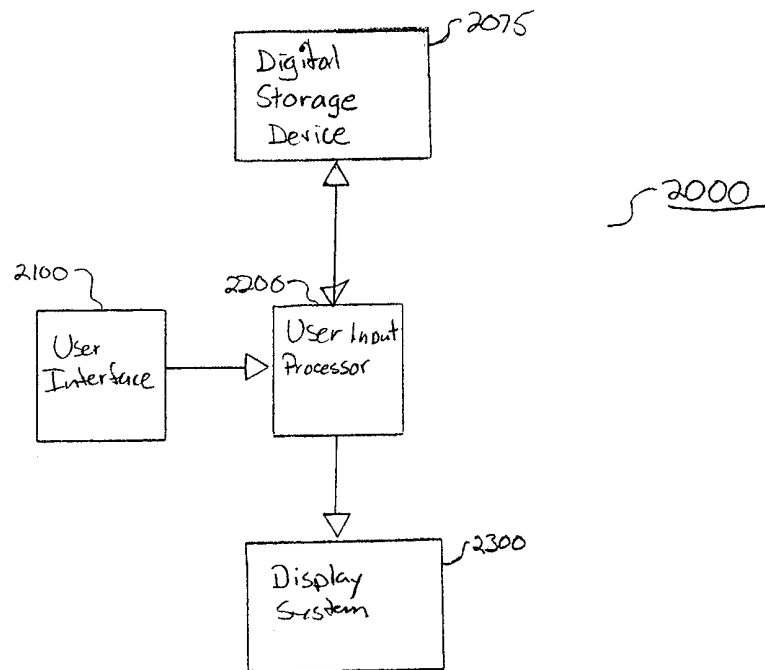 2075
Digital
Storage
Device
2000
2100
2200
User
Interface
User Input
Processor
2300
Display
System